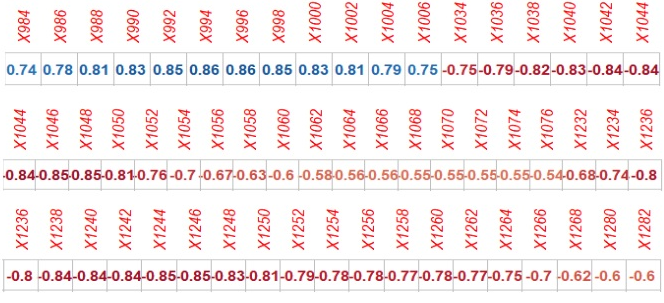 X984 X986 X988 X990 X992 X994 X996 X998 X1000 X1002 X1004 X1006 X1034 X1036 X1038 X1040 X1042 X1044
0.74 0.78 0.81 0.83 0.85 0.86 0.86 0.85 0.83 0.81 0.79 0.75 -0.75 -0.79 -0.82 -0.83 -0.84 -0.84
X1044 X1046 X1048 X1050 X1052 X1054 X1056 X1058 X1060 X1062 X1064 X1066 X1068 X1070 X1072 X1074 X1076 X1232 X1234 X1236
-0.84 -0.85 -0.85 -0.81 -0.76 -0.7 -0.67 -0.63 -0.6 -0.58 -0.56 -0.56 -0.55 -0.55 -0.55 -0.55 -0.54 -0.68 -0.74 -0.8
X1236 X1238 X1240 X1242 X1244 X1246 X1248 X1250 X1252 X1254 X1256 X1258 X1260 X1262 X1264 X1266 X1268 X1280 X1282
-0.8 -0.84 -0.84 -0.84 -0.85 -0.85 -0.83 -0.81 -0.79 -0.78 -0.78 -0.77 -0.78 -0.77 -0.75 -0.7 -0.62 -0.6 -0.6